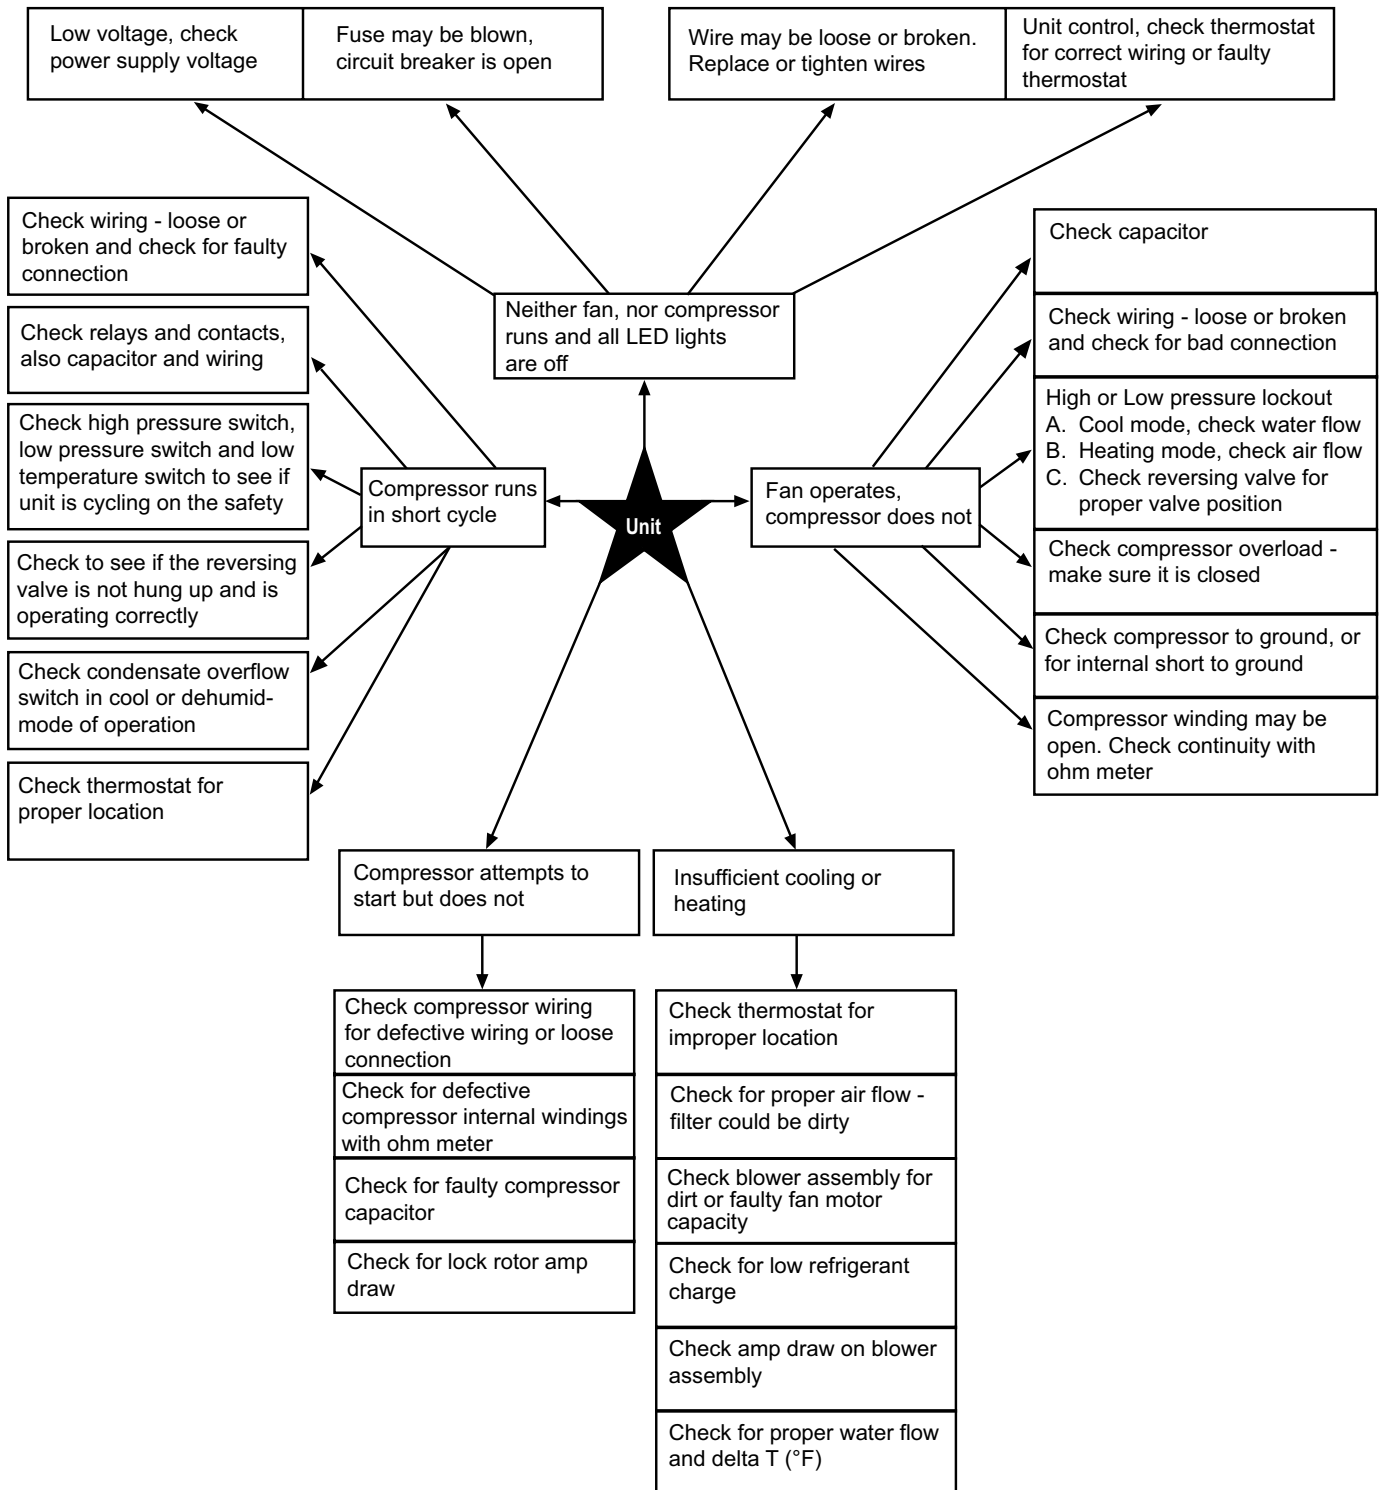 Low voltage, check
power supply voltage
Fuse may be blown,
circuit breaker is open
Wire may be loose or broken.
Replace or tighten wires
Unit control, check thermostat
for correct wiring or faulty
thermostat
Neither fan, nor compressor
runs and all LED lights
are off
Check wiring - loose or
broken and check for faulty
connection
Check relays and contacts,
also capacitor and wiring
Check high pressure switch,
low pressure switch and low
temperature switch to see if
unit is cycling on the safety
Check to see if the reversing
valve is not hung up and is
operating correctly
Check condensate overflow
switch in cool or dehumid-
mode of operation
Check thermostat for
proper location
Compressor runs
in short cycle
Unit
Fan operates,
compressor does not
Check capacitor
Check wiring - loose or broken
and check for bad connection
High or Low pressure lockout
A. Cool mode, check water flow
B. Heating mode, check air flow
C. Check reversing valve for
proper valve position
Check compressor overload -
make sure it is closed
Check compressor to ground, or
for internal short to ground
Compressor winding may be
open. Check continuity with
ohm meter
Compressor attempts to
start but does not
Check compressor wiring
for defective wiring or loose
connection
Check for defective
compressor internal windings
with ohm meter
Check for faulty compressor
capacitor
Check for lock rotor amp
draw
Insufficient cooling or
heating
Check thermostat for
improper location
Check for proper air flow -
filter could be dirty
Check blower assembly for
dirt or faulty fan motor
capacity
Check for low refrigerant
charge
Check amp draw on blower
assembly
Check for proper water flow
and delta T (°F)